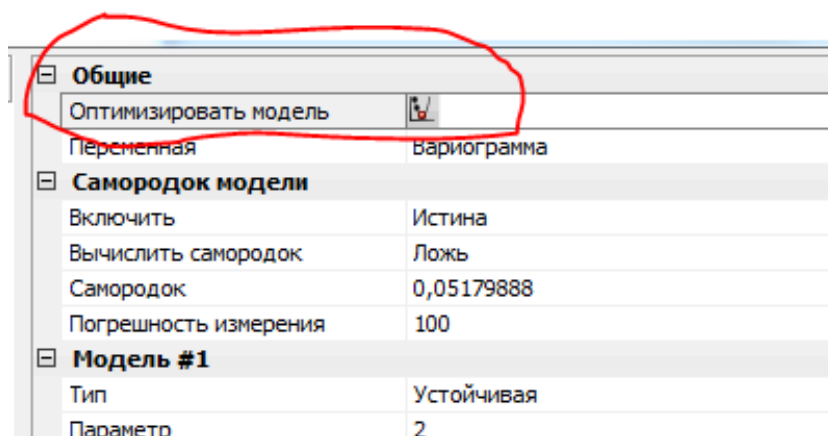 Общие
Оптимизировать модель
Переменная Вариограмма
Самородок модели
Включить Истина
Вычислить самородок Ложь
Самородок 0,05179888
Погрешность измерения 100
Модель #1
Тип Устойчивая
Параметр 2